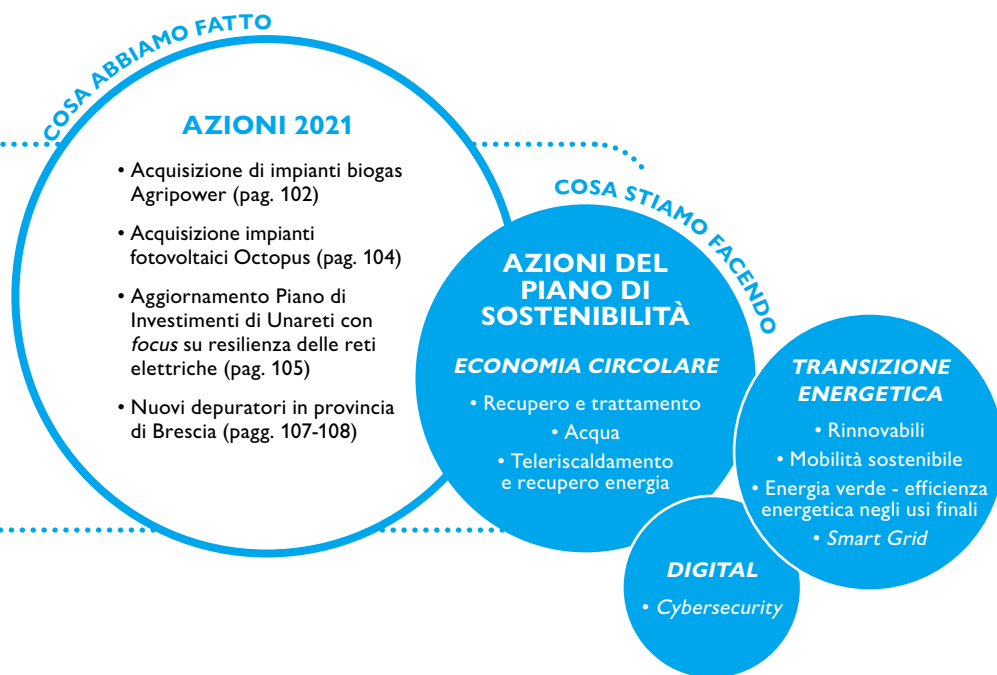 COSA ABBIAMO FATTO
AZIONI 2021
• Acquisizione di impianti biogas
Agripower (pag. 102)
• Acquisizione impianti
fotovoltaici Octopus (pag. 104)
• Aggiornamento Piano di
Investimenti di Unareti con
focus su resilienza delle reti
elettriche (pag. 105)
• Nuovi depuratori in provincia
di Brescia (pagg. 107-108)
COSA STIAMO FACENDO
AZIONI DEL
PIANO DI
SOSTENIBILITÀ
ECONOMIA CIRCOLARE
• Recupero e trattamento
• Acqua
• Teleriscaldamento
e recupero energia
TRANSIZIONE
ENERGETICA
• Rinnovabili
• Mobilità sostenibile
• Energia verde - efficienza
energetica negli usi finali
• Smart Grid
DIGITAL
• Cybersecurity